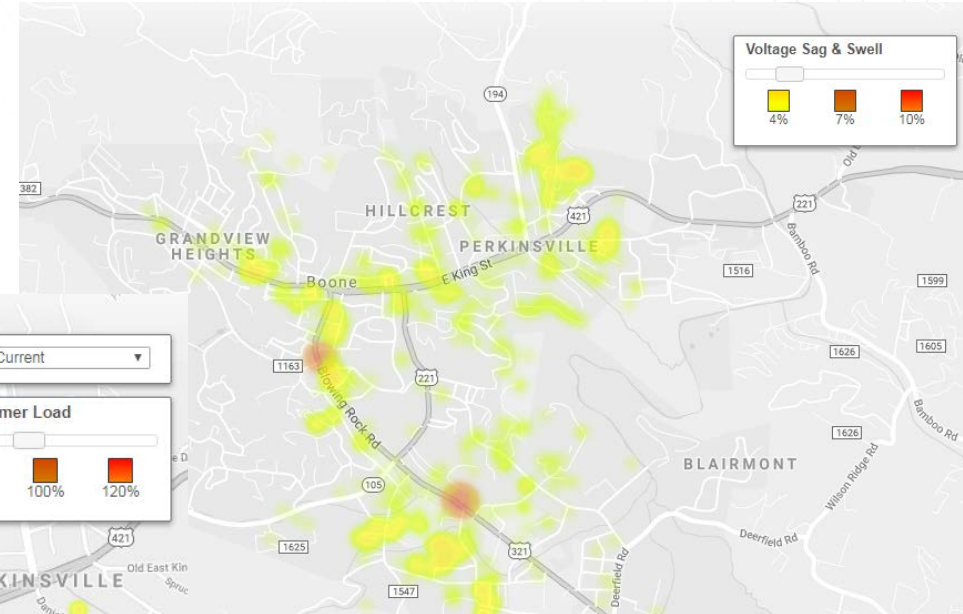 Voltage Sag & Swell
4% 7% 10%
194
382
HILLCREST
421
221
GRANDVIEW
HEIGHTS
PERKINSVILLE
E King St
Boone
Bamboo Rd
1516
1599
Current
1163
221
1626
1605
mer Load
100% 120%
Blowing Rock Rd
Bamboo Rd
1626
BLAIRMONT
105
Wilson Ridge Rd
421
1625
321
Deerfield Rd
Deerfield Rd
KINSVILLE
Old East Kin
Spruc
1547